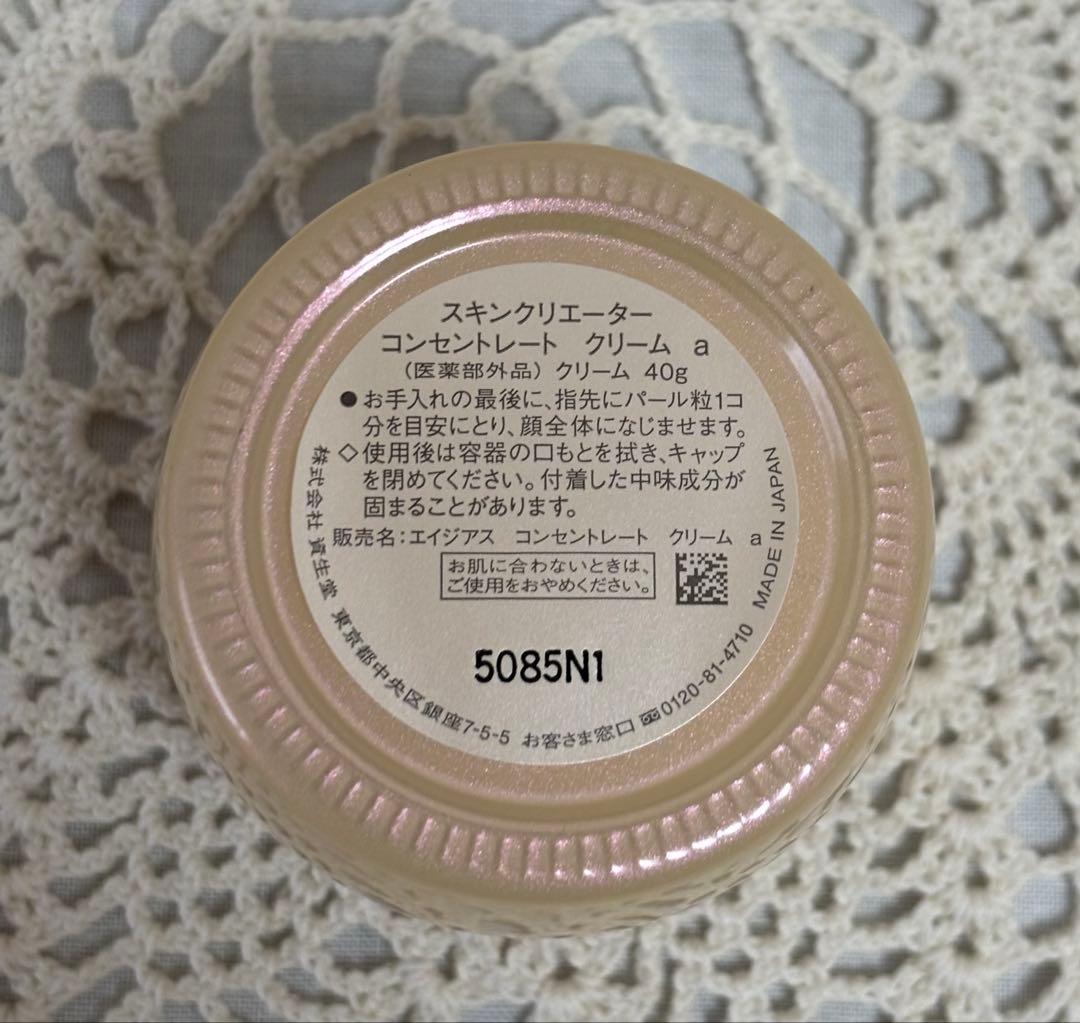 スキンクリエーター
コンセントレート　クリーム　a
（医薬部外品）クリーム 40g
●お手入れの最後に、指先にパール粒1コ
分を目安にとり、顔全体になじませます。
◇使用後は容器の口もとを拭き、キャップ
を閉めてください。付着した中味成分が
固まることがあります。
販売名：エイジアス　コンセントレート　クリーム　a
お肌に合わないときは、
ご使用をおやめください。
5085N1
株式会社 資生堂 東京都中央区銀座7-5-5 お客さま窓口 0120-81-4710 MADE IN JAPAN